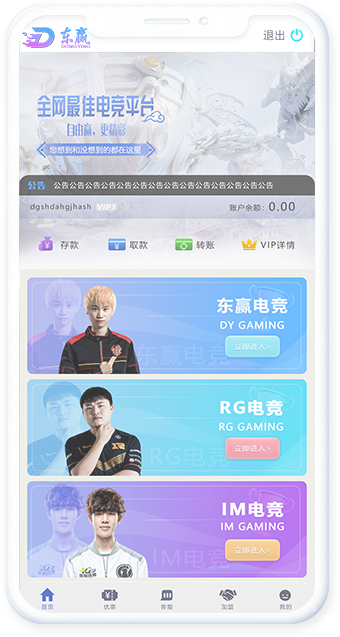 东赢
DONG YING
退出
全网最佳电竞平台
自由赢，更精彩
您想到和没想到的都在这里
公告 公告公告公告公告公告公告公告公告公告公告公告公告公告公告
dgshdahgjhash VIP1 账户余额：0.00
存款 取款 转账 VIP详情
东赢电竞
DY GAMING
立即进入>
东赢电竞
RG电竞
RG GAMING
立即进入>
RG电竞
IM电竞
IM GAMING
立即进入>
IM电竞
首页 优惠 客服 加盟 我的